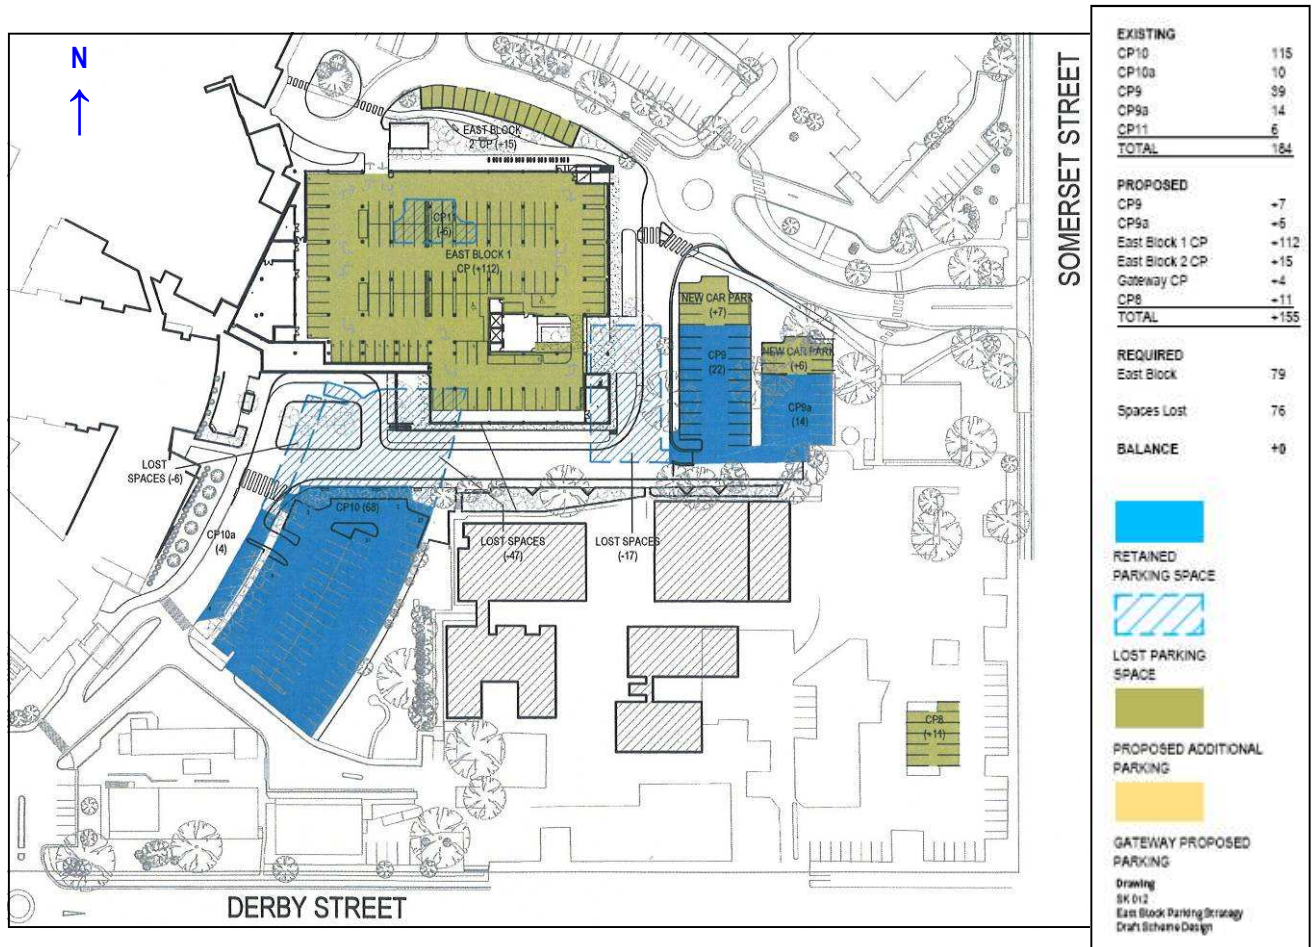 N
EAST BLOCK
2 CP (+15)
CP11
(-6)
EAST BLOCK 1
CP (+112)
NEW CAR PARK
(+7)
CP9
(22)
NEW CAR PARK
(+6)
CP9a
(14)
LOST
SPACES (-6)
CP10a
(4)
CP10 (68)
LOST SPACES
(-47)
LOST SPACES
(-17)
CP8
(+11)
SOMERSET STREET
DERBY STREET
EXISTING
CP10 115
CP10a 10
CP9 39
CP9a 14
CP11 6
TOTAL 184
PROPOSED
CP9 +7
CP9a +6
East Block 1 CP +112
East Block 2 CP +15
Gateway CP +4
CP8 +11
TOTAL +155
REQUIRED
East Block 79
Spaces Lost 76
BALANCE +0
RETAINED
PARKING SPACE
LOST PARKING
SPACE
PROPOSED ADDITIONAL
PARKING
GATEWAY PROPOSED
PARKING
Drawing
SK 012
East Block Parking Strategy
Draft Scheme Design